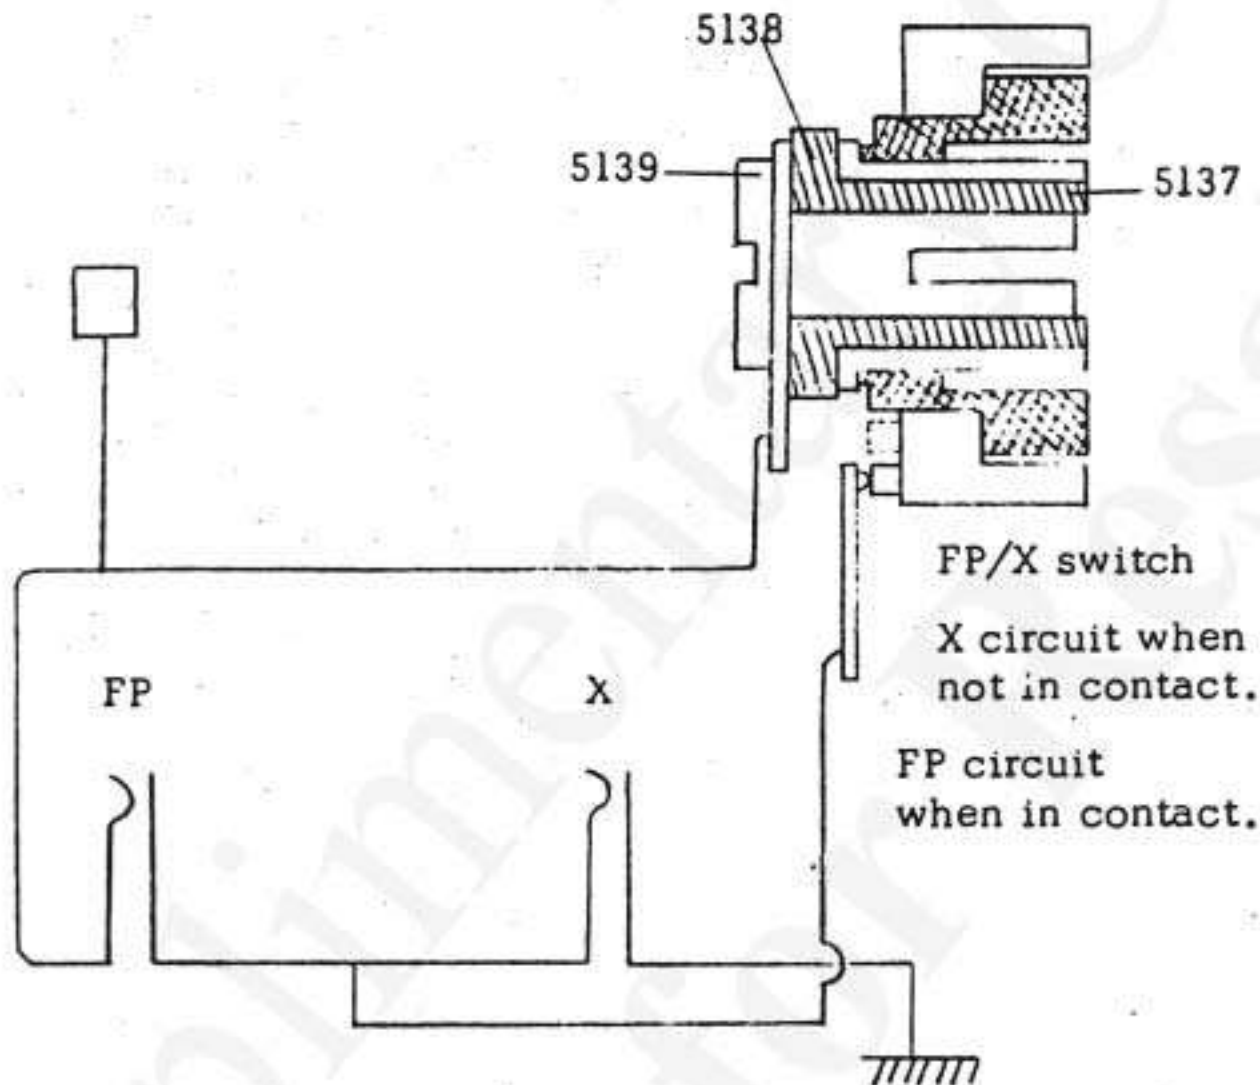 5138
5139
5137
FP/X switch
X circuit when
not in contact.
FP circuit
when in contact.
FP
X